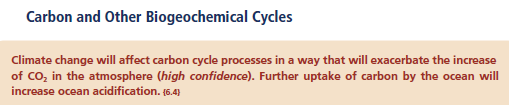 Carbon and Other Biogeochemical Cycles
Climate change will affect carbon cycle processes in a way that will exacerbate the increase
of CO₂ in the atmosphere (high confidence). Further uptake of carbon by the ocean will
increase ocean acidification. {6.4}